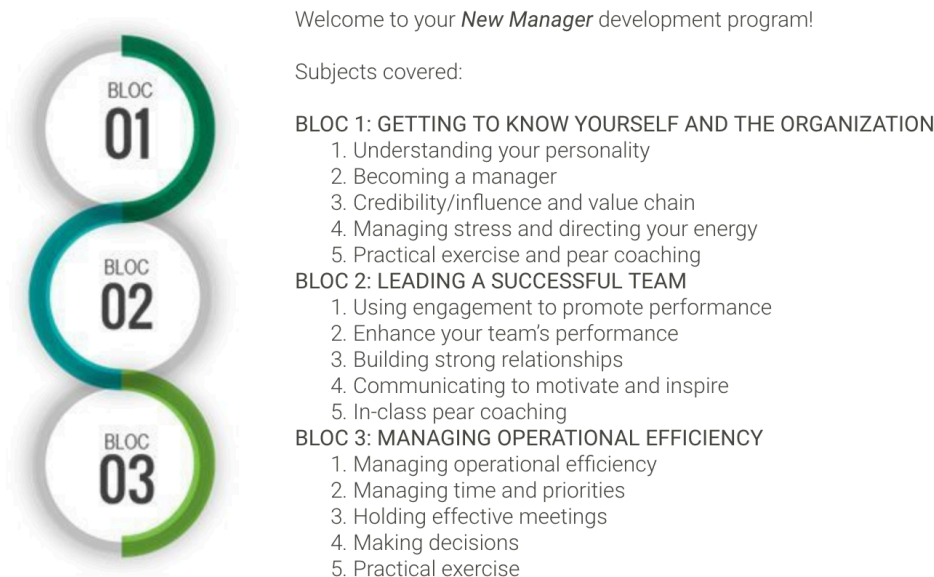 Welcome to your New Manager development program!
Subjects covered:
BLOC 1: GETTING TO KNOW YOURSELF AND THE ORGANIZATION
1. Understanding your personality
2. Becoming a manager
3. Credibility/influence and value chain
4. Managing stress and directing your energy
5. Practical exercise and pear coaching
BLOC 2: LEADING A SUCCESSFUL TEAM
1. Using engagement to promote performance
2. Enhance your team’s performance
3. Building strong relationships
4. Communicating to motivate and inspire
5. In-class pear coaching
BLOC 3: MANAGING OPERATIONAL EFFICIENCY
1. Managing operational efficiency
2. Managing time and priorities
3. Holding effective meetings
4. Making decisions
5. Practical exercise
BLOC
01
BLOC
02
BLOC
03